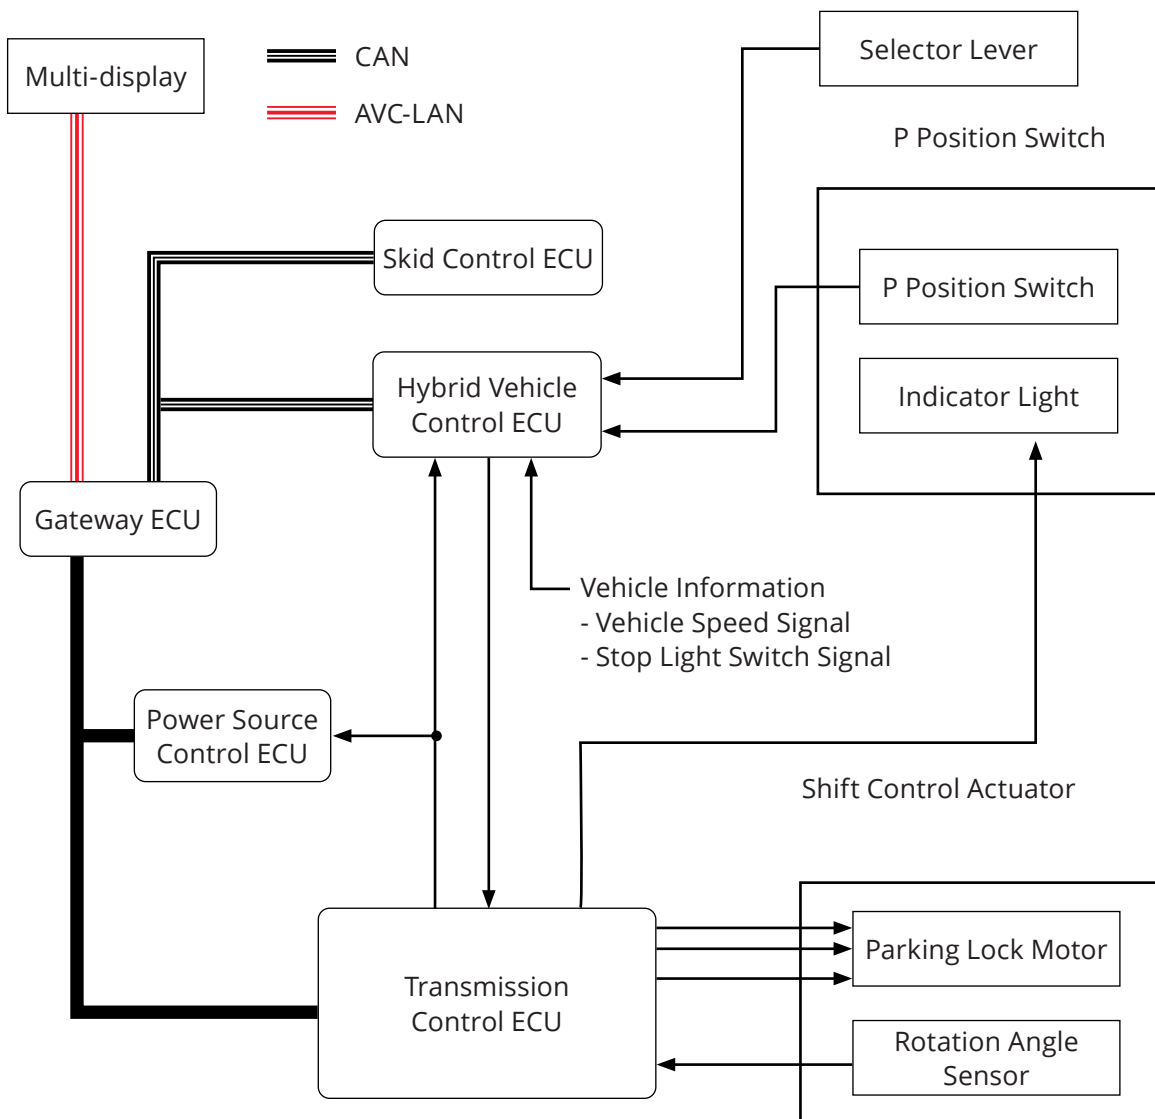 Multi-display
CAN
AVC-LAN
Selector Lever
P Position Switch
Skid Control ECU
P Position Switch
Hybrid Vehicle
Control ECU
Indicator Light
Gateway ECU
Vehicle Information
- Vehicle Speed Signal
- Stop Light Switch Signal
Power Source
Control ECU
Shift Control Actuator
Transmission
Control ECU
Parking Lock Motor
Rotation Angle
Sensor